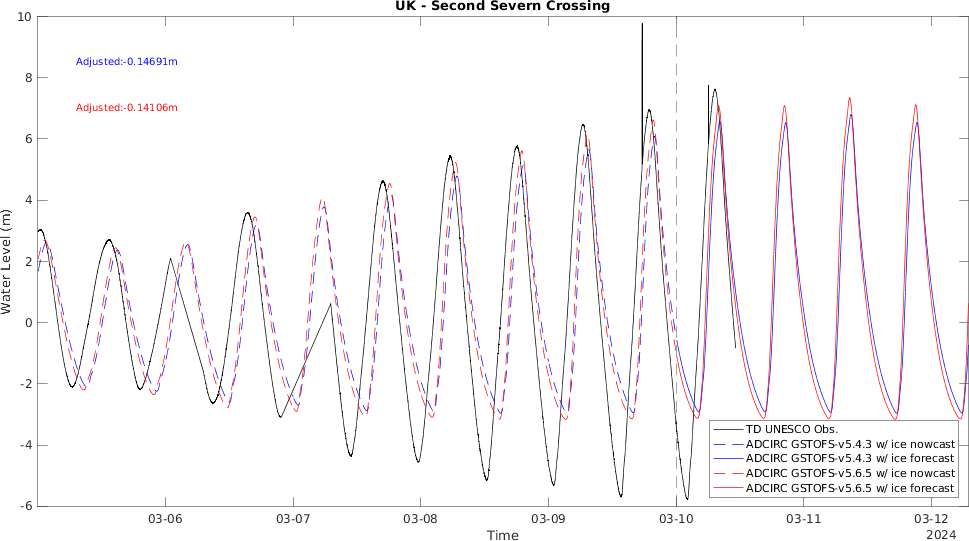 UK - Second Severn Crossing
10
8
6
4
2
0
-2
-4
-6
Water Level (m)
Adjusted:-0.14691m
Adjusted:-0.14106m
TD UNESCO Obs.
ADCIRC GSTOFS-v5.4.3 w/ ice nowcast
ADCIRC GSTOFS-v5.4.3 w/ ice forecast
ADCIRC GSTOFS-v5.6.5 w/ ice nowcast
ADCIRC GSTOFS-v5.6.5 w/ ice forecast
03-06 03-07 03-08 03-09 03-10 03-11 03-12
Time
2024